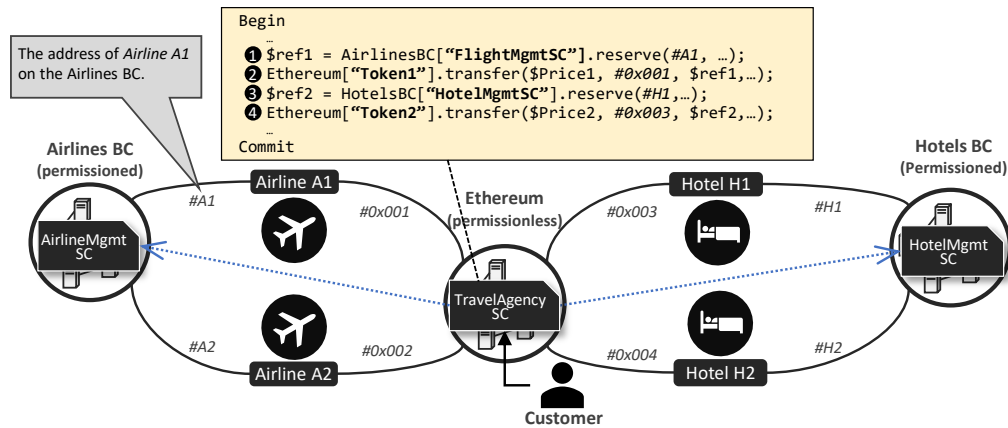 Begin
…
❶ $ref1 = AirlinesBC[“FlightMgmtSC”].reserve(#A1, …);
❷ Ethereum[“Token1”].transfer($Price1, #0x001, $ref1,…);
❸ $ref2 = HotelsBC[“HotelMgmtSC”].reserve(#H1,…);
❹ Ethereum[“Token2”].transfer($Price2, #0x003, $ref2,…);
…
Commit
The address of Airline A1
on the Airlines BC.
Airlines BC
(permissioned)
Hotels BC
(Permissioned)
Ethereum
(permissionless)
#A1
Airline A1
#0x001
#0x003
Hotel H1
#H1
AirlineMgmt
SC
TravelAgency
SC
HotelMgmt
SC
#A2
Airline A2
#0x002
#0x004
Hotel H2
#H2
Customer